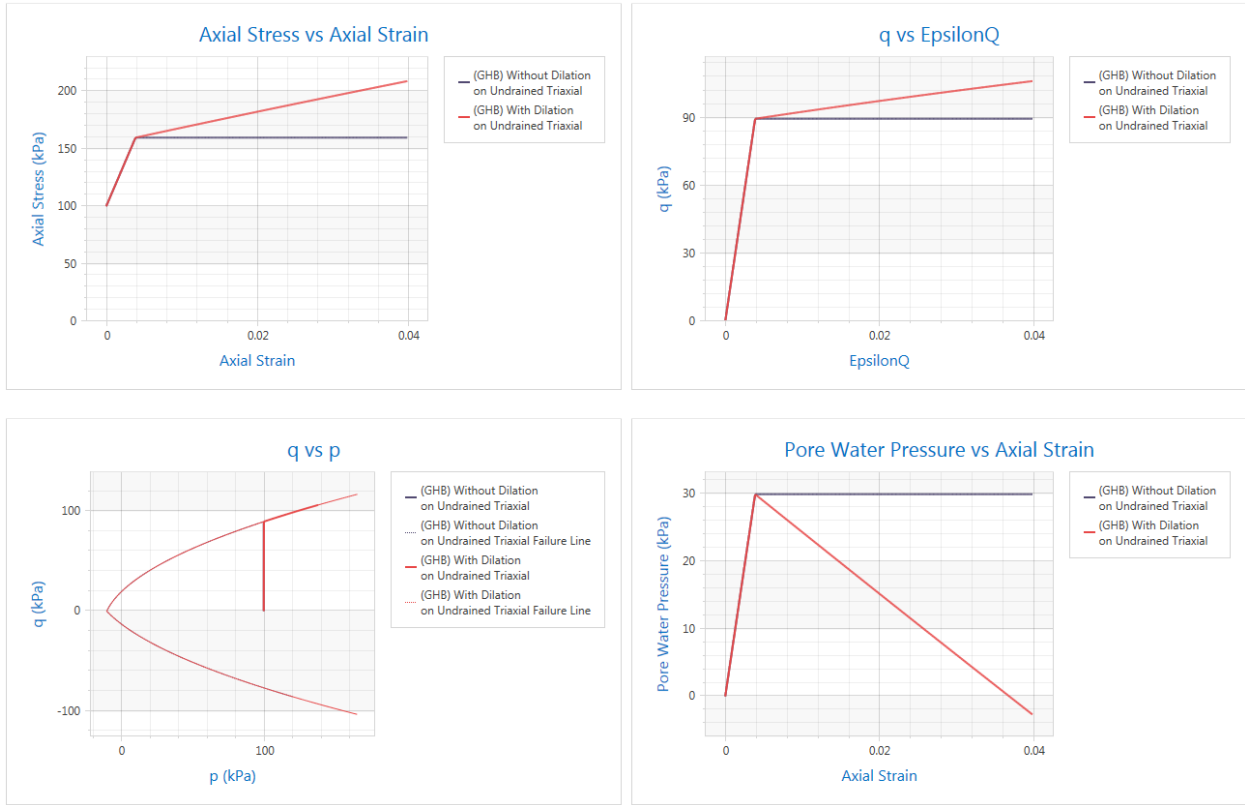 Axial Stress vs Axial Strain
200
150
100
50
0
0
0.02
0.04
Axial Stress (kPa)
Axial Strain
(GHB) Without Dilation
on Undrained Triaxial
(GHB) With Dilation
on Undrained Triaxial
q vs EpsilonQ
90
60
30
0
0
0.02
0.04
q (kPa)
EpsilonQ
(GHB) Without Dilation
on Undrained Triaxial
(GHB) With Dilation
on Undrained Triaxial
q vs p
100
0
-100
0
100
q (kPa)
p (kPa)
(GHB) Without Dilation
on Undrained Triaxial
(GHB) Without Dilation
on Undrained Triaxial Failure Line
(GHB) With Dilation
on Undrained Triaxial
(GHB) With Dilation
on Undrained Triaxial Failure Line
Pore Water Pressure vs Axial Strain
30
20
10
0
0
0.02
0.04
Pore Water Pressure (kPa)
Axial Strain
(GHB) Without Dilation
on Undrained Triaxial
(GHB) With Dilation
on Undrained Triaxial